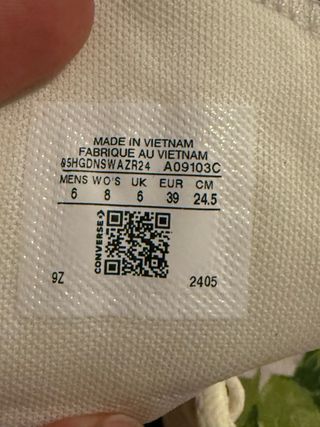 MADE IN VIETNAM
FABRIQUE AU VIETNAM
95HGDNSWAZR24 A09103C
MENS WO'S UK EUR CM
6 8 6 39 24.5
CONVERSE
9Z 2405